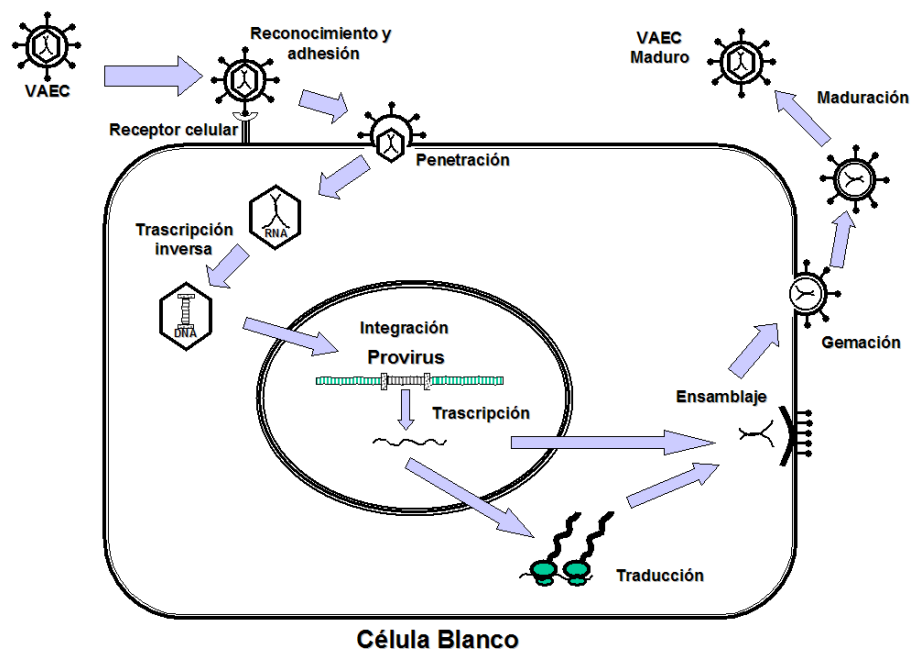 VAEC
Reconocimiento y
adhesión
Receptor celular
Penetración
RNA
Trascripción
inversa
DNA
Integración
Provirus
Trascripción
Traducción
Ensamblaje
Gemación
Maduración
VAEC
Maduro
Célula Blanco